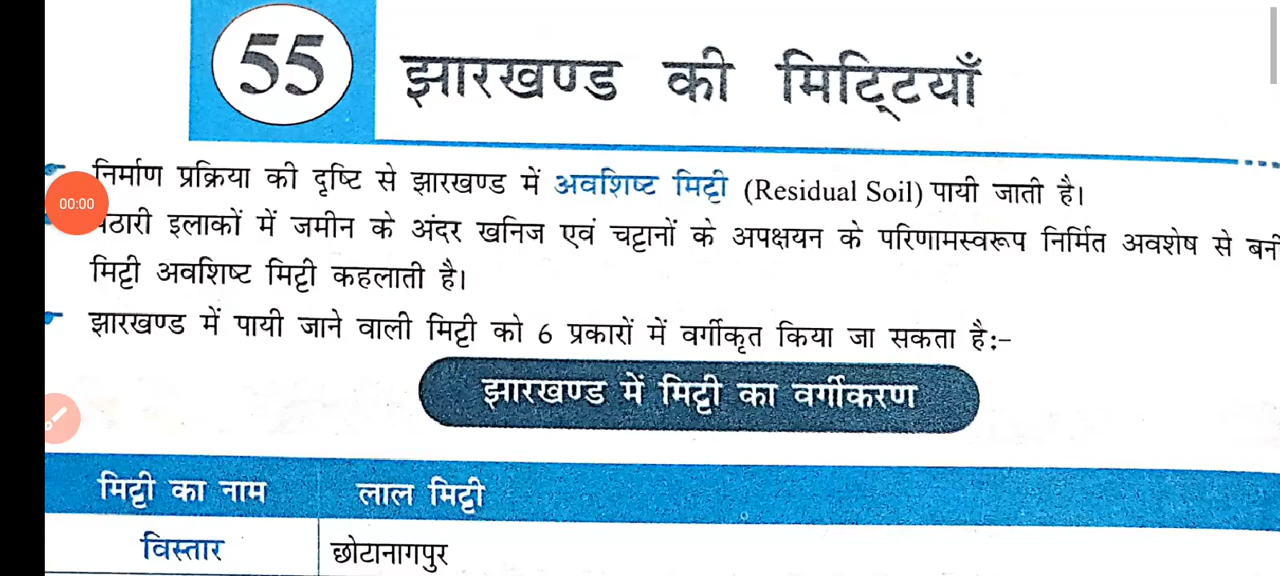 55
झारखण्ड की मिट्टियाँ
निर्माण प्रक्रिया की दृष्टि से झारखण्ड में अवशिष्ट मिट्टी (Residual Soil) पायी जाती है।
00:00
पठारी इलाकों में जमीन के अंदर खनिज एवं चट्टानों के अपक्षयन के परिणामस्वरूप निर्मित अवशेष से बनी
मिट्टी अवशिष्ट मिट्टी कहलाती है।
झारखण्ड में पायी जाने वाली मिट्टी को 6 प्रकारों में वर्गीकृत किया जा सकता है:-
झारखण्ड में मिट्टी का वर्गीकरण
मिट्टी का नाम लाल मिट्टी
विस्तार छोटानागपुर